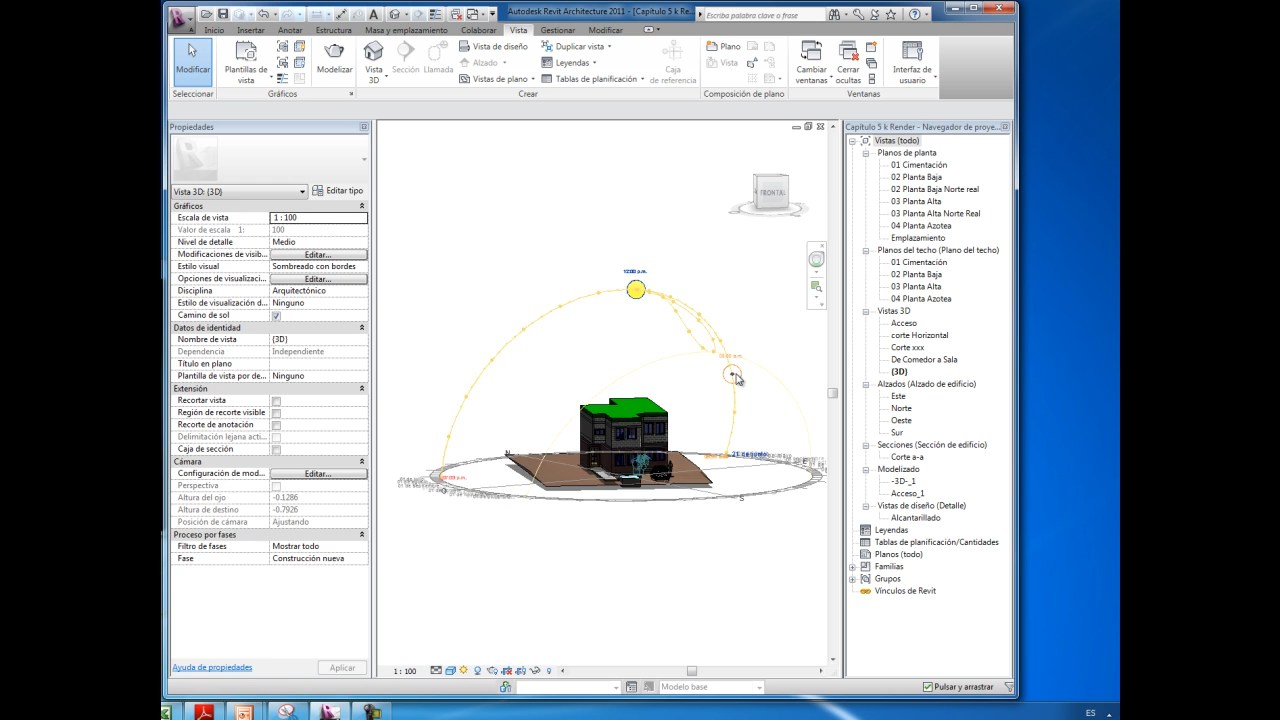 Autodesk Revit Architecture 2011 - [Capítulo 5 k Re...
Escriba palabra clave o frase
Inicio Insertar Anotar Estructura Masa y emplazamiento Colaborar Vista Gestionar Modificar
Modificar
Plantillas de vista
Modelizar
Vista 3D
Sección
Llamada
Vista de diseño
Alzado
Vistas de plano
Duplicar vista
Leyendas
Tablas de planificación
Caja de referencia
Plano
Vista
Cambiar ventanas
Cerrar ocultas
Interfaz de usuario
Seleccionar Gráficos Crear Composición de plano Ventanas
Propiedades
Vista 3D: {3D}
Editar tipo
Gráficos
Escala de vista 1 : 100
Valor de escala 1: 100
Nivel de detalle Medio
Modificaciones de visib... Editar...
Estilo visual Sombreado con bordes
Opciones de visualizaci... Editar...
Disciplina Arquitectónico
Estilo de visualización d... Ninguno
Camino de sol
Datos de identidad
Nombre de vista {3D}
Dependencia Independiente
Título en plano
Plantilla de vista por de... Ninguno
Extensión
Recortar vista
Región de recorte visible
Recorte de anotación
Delimitación lejana acti...
Caja de sección
Cámara
Configuración de mod... Editar...
Perspectiva
Altura del ojo -0.1286
Altura de destino -0.7926
Posición de cámara Ajustando
Proceso por fases
Filtro de fases Mostrar todo
Fase Construcción nueva
Ayuda de propiedades
Aplicar
FRONTAL
12:00 p.m.
N
E
S
O
1 : 100
Capítulo 5 k Render - Navegador de proye...
Vistas (todo)
Planos de planta
01 Cimentación
02 Planta Baja
02 Planta Baja Norte real
03 Planta Alta
03 Planta Alta Norte Real
04 Planta Azotea
Emplazamiento
Planos del techo (Plano del techo)
01 Cimentación
02 Planta Baja
03 Planta Alta
04 Planta Azotea
Vistas 3D
Acceso
corte Horizontal
Corte xxx
De Comedor a Sala
{3D}
Alzados (Alzado de edificio)
Este
Norte
Oeste
Sur
Secciones (Sección de edificio)
Corte a-a
Modelizado
-3D-_1
Acceso_1
Vistas de diseño (Detalle)
Alcantarillado
Leyendas
Tablas de planificación/Cantidades
Planos (todo)
Familias
Grupos
Vínculos de Revit
Modelo base
Pulsar y arrastrar
ES